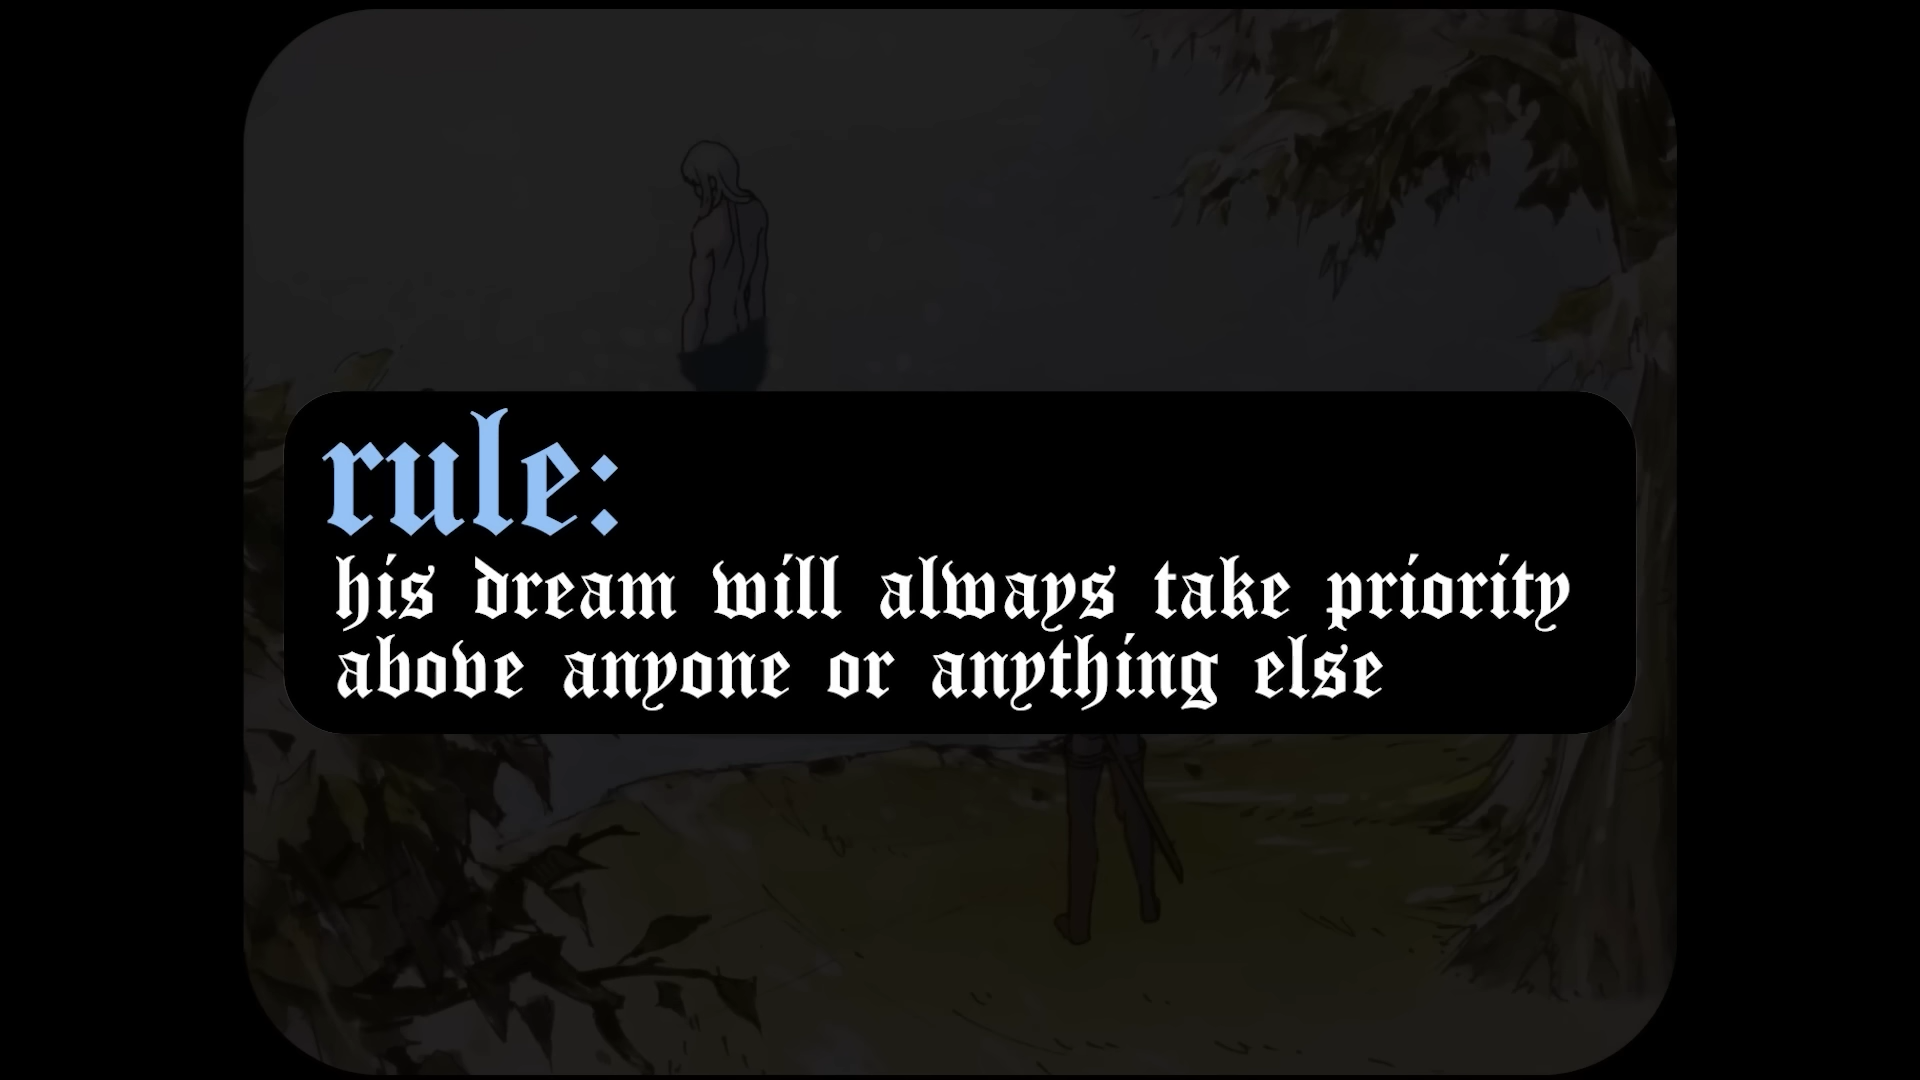 rule:
his dream will always take priority
above anyone or anything else